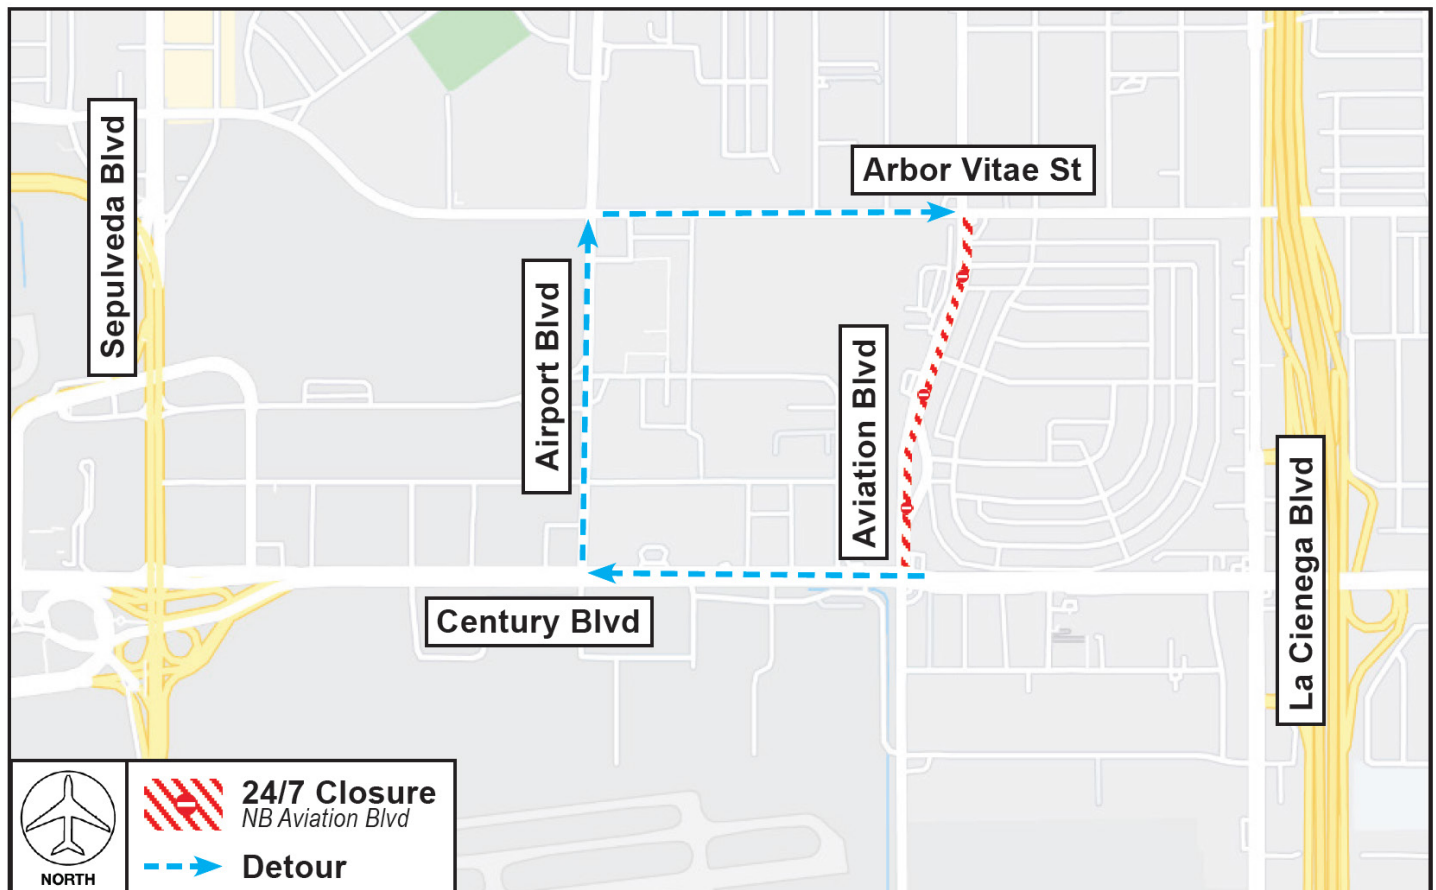 Sepulveda Blvd
Arbor Vitae St
Airport Blvd
Aviation Blvd
La Cienega Blvd
Century Blvd
24/7 Closure
NB Aviation Blvd
Detour
NORTH